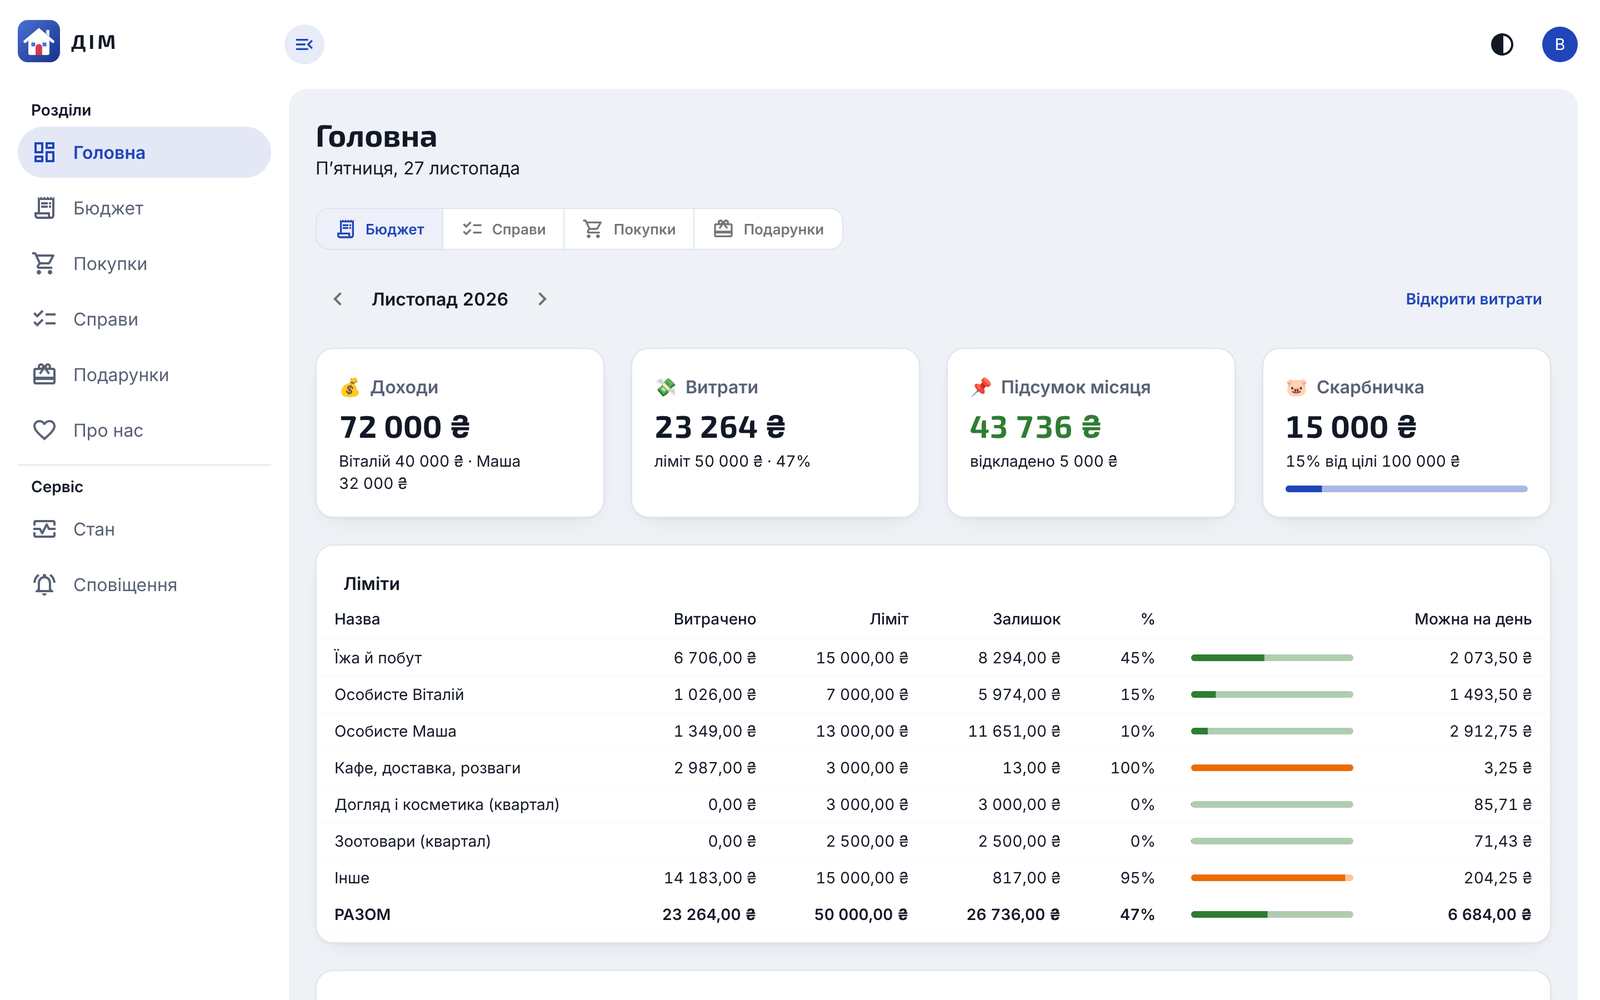 ДІМ
В
Розділи
Головна
Бюджет
Покупки
Справи
Подарунки
Про нас
Сервіс
Стан
Сповіщення
Головна
П’ятниця, 27 листопада
Бюджет Справи Покупки Подарунки
Листопад 2026
Відкрити витрати
💰 Доходи
72 000 ₴
Віталій 40 000 ₴ · Маша
32 000 ₴
💸 Витрати
23 264 ₴
ліміт 50 000 ₴ · 47%
📌 Підсумок місяця
43 736 ₴
відкладено 5 000 ₴
🐷 Скарбничка
15 000 ₴
15% від цілі 100 000 ₴
Ліміти
Назва Витрачено Ліміт Залишок % Можна на день
Їжа й побут 6 706,00 ₴ 15 000,00 ₴ 8 294,00 ₴ 45% 2 073,50 ₴
Особисте Віталій 1 026,00 ₴ 7 000,00 ₴ 5 974,00 ₴ 15% 1 493,50 ₴
Особисте Маша 1 349,00 ₴ 13 000,00 ₴ 11 651,00 ₴ 10% 2 912,75 ₴
Кафе, доставка, розваги 2 987,00 ₴ 3 000,00 ₴ 13,00 ₴ 100% 3,25 ₴
Догляд і косметика (квартал) 0,00 ₴ 3 000,00 ₴ 3 000,00 ₴ 0% 85,71 ₴
Зоотовари (квартал) 0,00 ₴ 2 500,00 ₴ 2 500,00 ₴ 0% 71,43 ₴
Інше 14 183,00 ₴ 15 000,00 ₴ 817,00 ₴ 95% 204,25 ₴
РАЗОМ 23 264,00 ₴ 50 000,00 ₴ 26 736,00 ₴ 47% 6 684,00 ₴